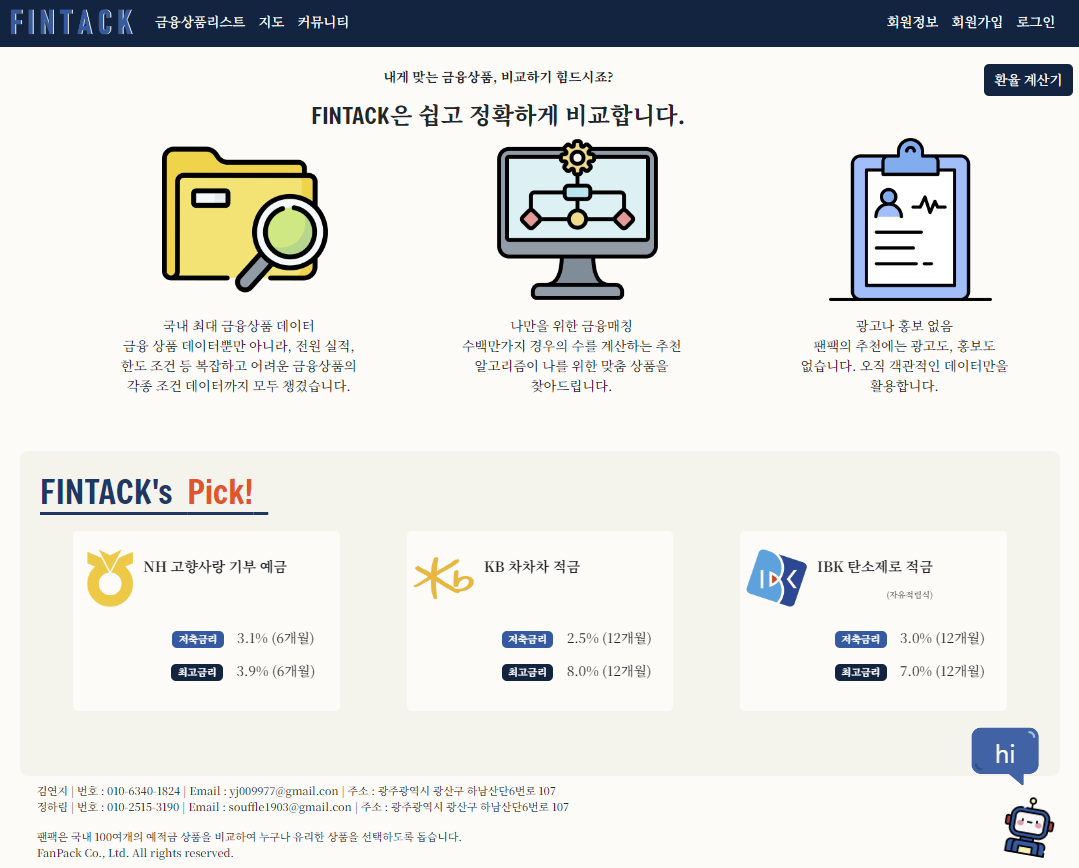 FINTACK 금융상품리스트 지도 커뮤니티 회원정보 회원가입 로그인
내게 맞는 금융상품, 비교하기 힘드시죠?
환율 계산기
FINTACK은 쉽고 정확하게 비교합니다.
국내 최대 금융상품 데이터
금융 상품 데이터뿐만 아니라, 전원 실적,
한도 조건 등 복잡하고 어려운 금융상품의
각종 조건 데이터까지 모두 챙겼습니다.
나만을 위한 금융매칭
수백만가지 경우의 수를 계산하는 추천
알고리즘이 나를 위한 맞춤 상품을
찾아드립니다.
광고나 홍보 없음
팬팩의 추천에는 광고도, 홍보도
없습니다. 오직 객관적인 데이터만을
활용합니다.
FINTACK's Pick!
NH 고향사랑 기부 예금
저축금리 3.1% (6개월)
최고금리 3.9% (6개월)
Kb
KB 차차차 적금
저축금리 2.5% (12개월)
최고금리 8.0% (12개월)
IBK
IBK 탄소제로 적금
(자유적립식)
저축금리 3.0% (12개월)
최고금리 7.0% (12개월)
hi
김연지 | 번호 : 010-6340-1824 | Email : yj009977@gmail.con | 주소 : 광주광역시 광산구 하남산단6번로 107
정하림 | 번호 : 010-2515-3190 | Email : souffle1903@gmail.con | 주소 : 광주광역시 광산구 하남산단6번로 107
팬팩은 국내 100여개의 예적금 상품을 비교하여 누구나 유리한 상품을 선택하도록 돕습니다.
FanPack Co., Ltd. All rights reserved.